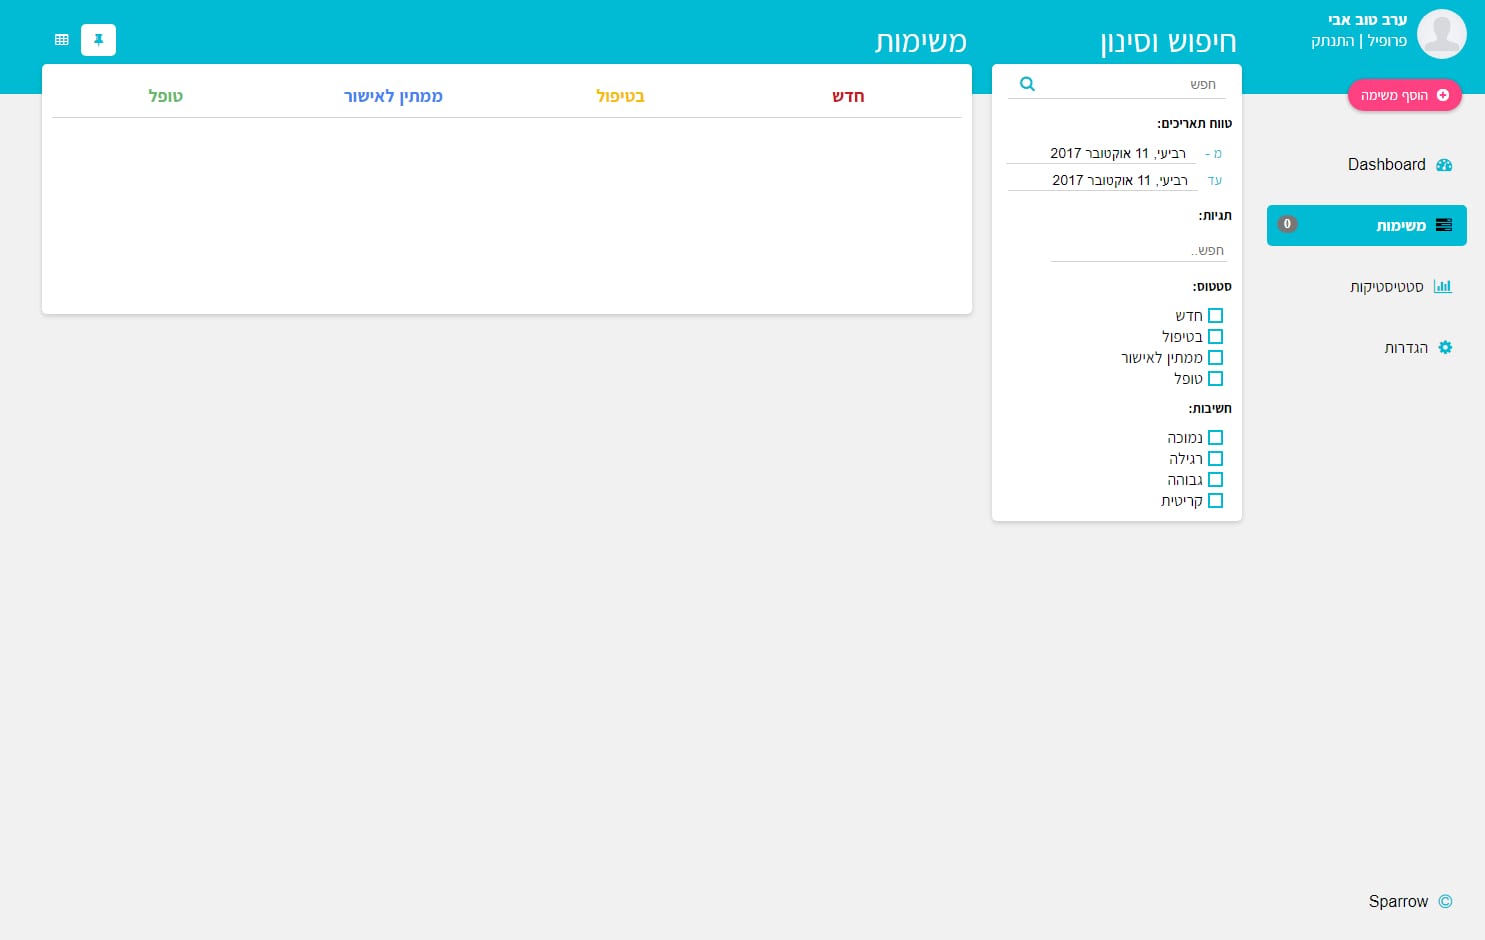 ערב טוב אבי
פרופיל | התנתק
הוסף משימה
Dashboard
משימות
0
סטטיסטיקות
הגדרות
© Sparrow
חיפוש וסינון
חפש
טווח תאריכים:
מ - רביעי, 11 אוקטובר 2017
עד רביעי, 11 אוקטובר 2017
תגיות:
חפש..
סטטוס:
חדש
בטיפול
ממתין לאישור
טופל
חשיבות:
נמוכה
רגילה
גבוהה
קריטית
משימות
חדש בטיפול ממתין לאישור טופל